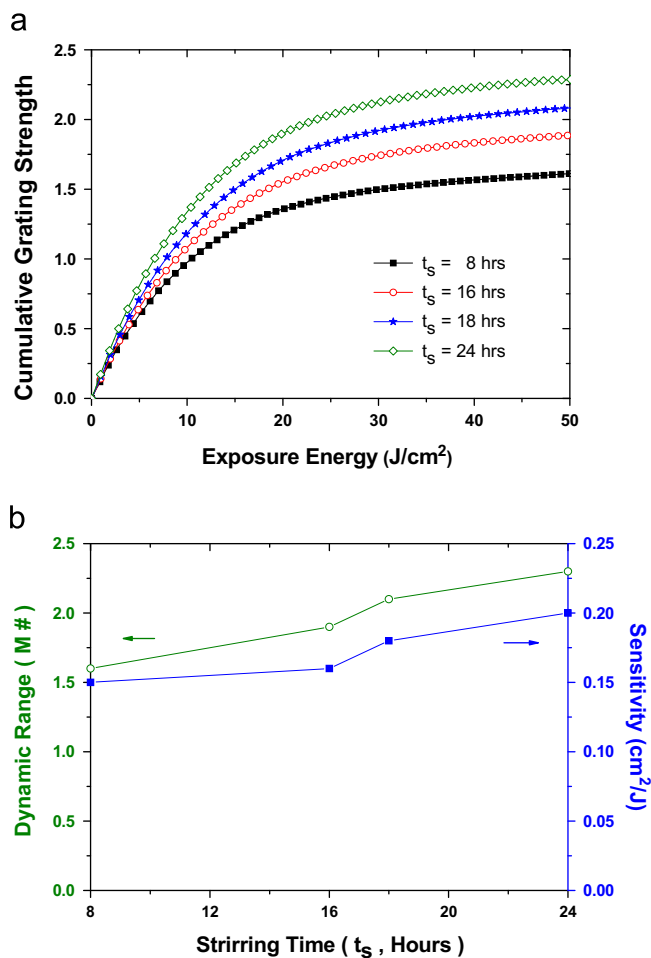 a
2.5
2.0
1.5
1.0
0.5
0.0
Cumulative Grating Strength
t_s = 8 hrs
t_s = 16 hrs
t_s = 18 hrs
t_s = 24 hrs
0 10 20 30 40 50
Exposure Energy (J/cm²)
b
2.5
2.0
1.5
1.0
0.5
0.0
Dynamic Range ( M # )
0.25
0.20
0.15
0.10
0.05
0.00
Sensitivity (cm²/J)
8 12 16 20 24
Strirring Time ( t_s , Hours )